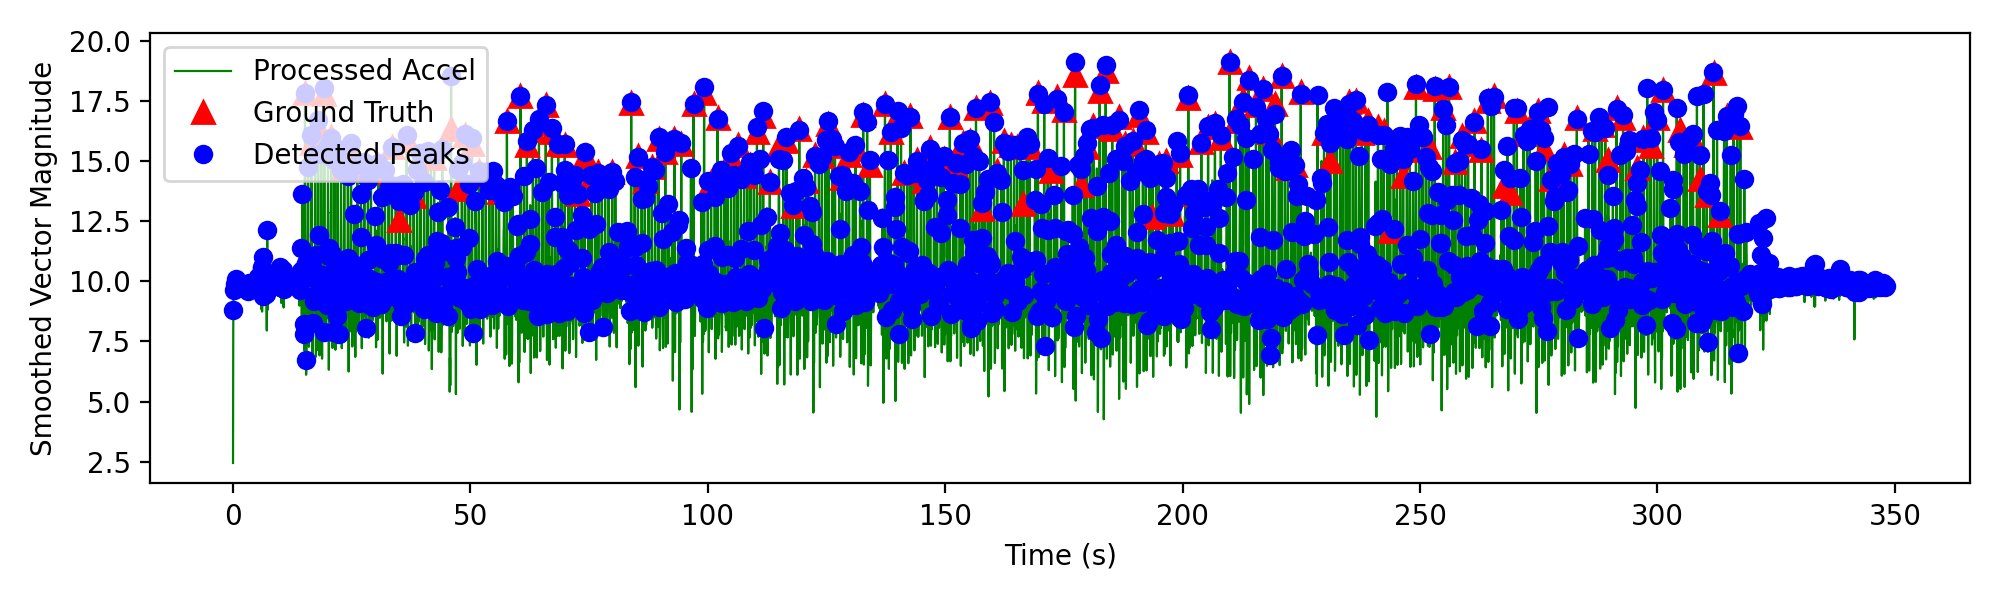 20.0
17.5
15.0
12.5
10.0
7.5
5.0
2.5
Smoothed Vector Magnitude
Processed Accel
Ground Truth
Detected Peaks
0 50 100 150 200 250 300 350
Time (s)